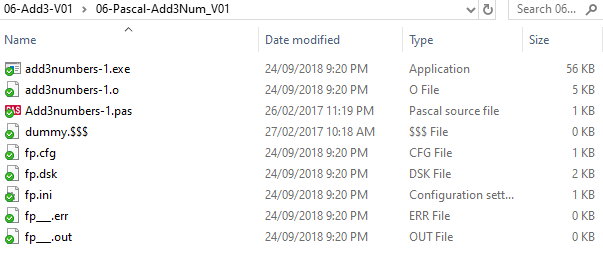 06-Add3-V01 > 06-Pascal-Add3Num_V01 Search 06...
Name Date modified Type Size
add3numbers-1.exe 24/09/2018 9:20 PM Application 56 KB
add3numbers-1.o 24/09/2018 9:20 PM O File 5 KB
PAS Add3numbers-1.pas 26/02/2017 11:19 PM Pascal source file 1 KB
dummy.$$$ 27/02/2017 10:18 AM $$$ File 0 KB
fp.cfg 24/09/2018 9:20 PM CFG File 1 KB
fp.dsk 24/09/2018 9:20 PM DSK File 2 KB
fp.ini 24/09/2018 9:20 PM Configuration sett... 1 KB
fp___.err 24/09/2018 9:20 PM ERR File 0 KB
fp___.out 24/09/2018 9:20 PM OUT File 0 KB